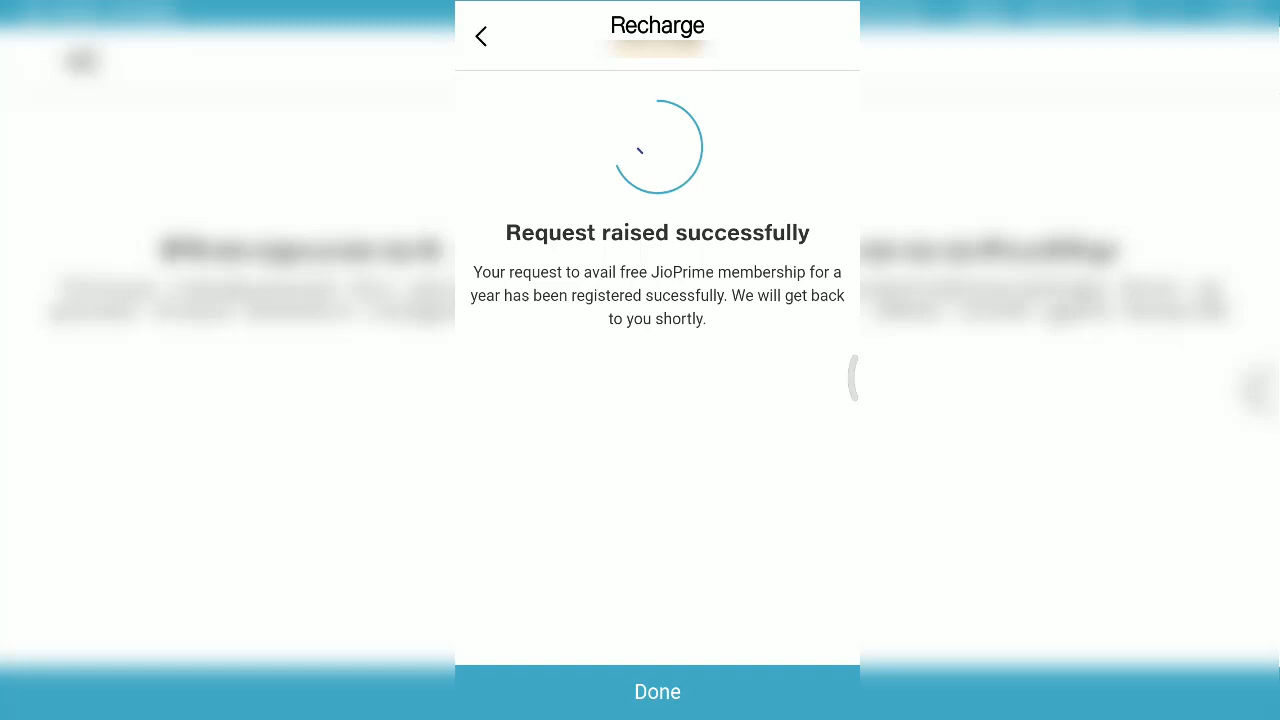 Recharge
Request raised successfully
Your request to avail free JioPrime membership for a
year has been registered sucessfully. We will get back
to you shortly.
Done